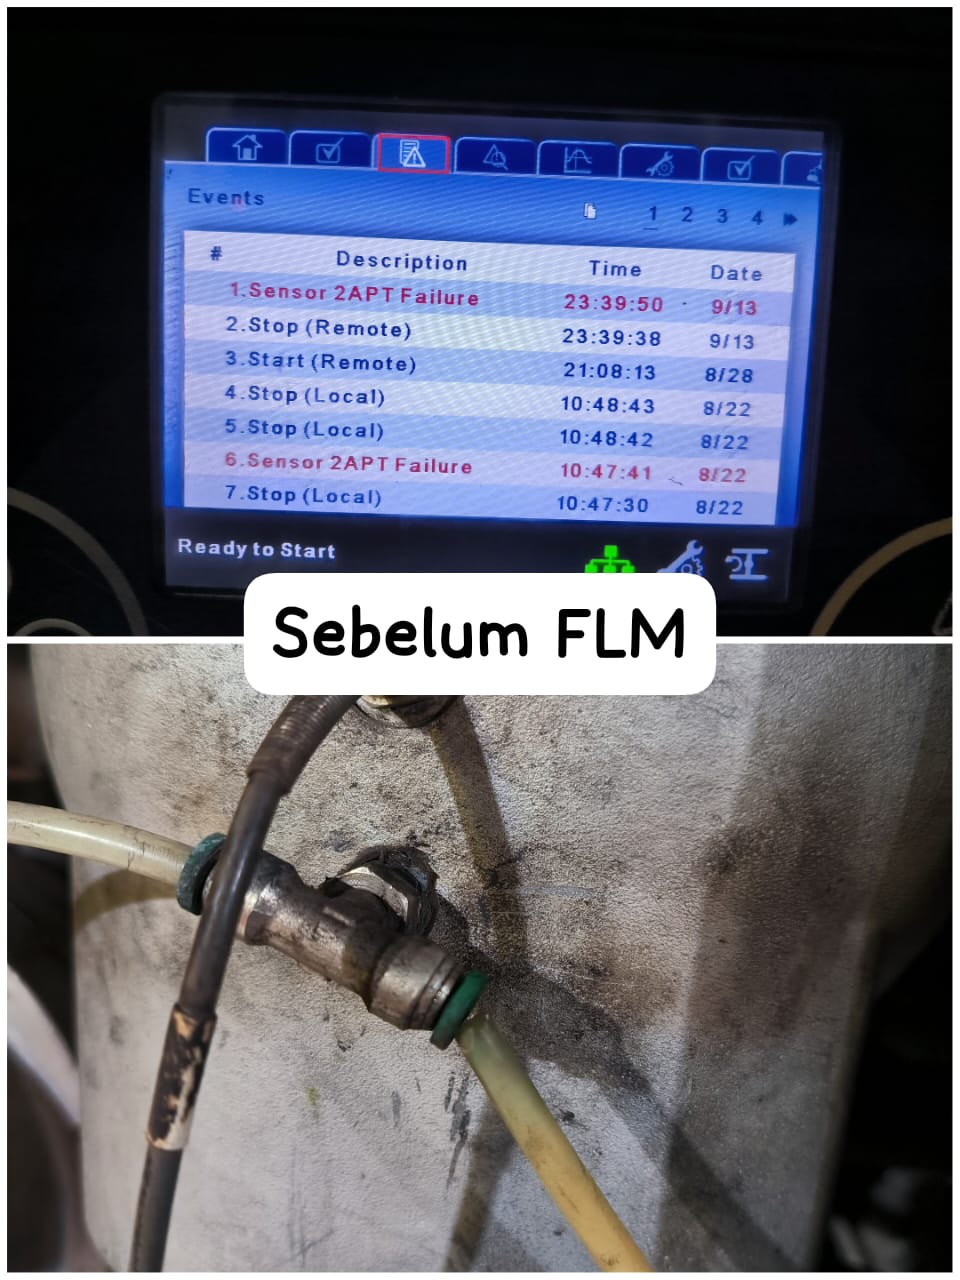 Events
1 2 3 4
# Description Time Date
1.Sensor 2APT Failure 23:39:50 9/13
2.Stop (Remote) 23:39:38 9/13
3.Start (Remote) 21:08:13 8/28
4.Stop (Local) 10:48:43 8/22
5.Stop (Local) 10:48:42 8/22
6.Sensor 2APT Failure 10:47:41 8/22
7.Stop (Local) 10:47:30 8/22
Ready to Start
Sebelum FLM